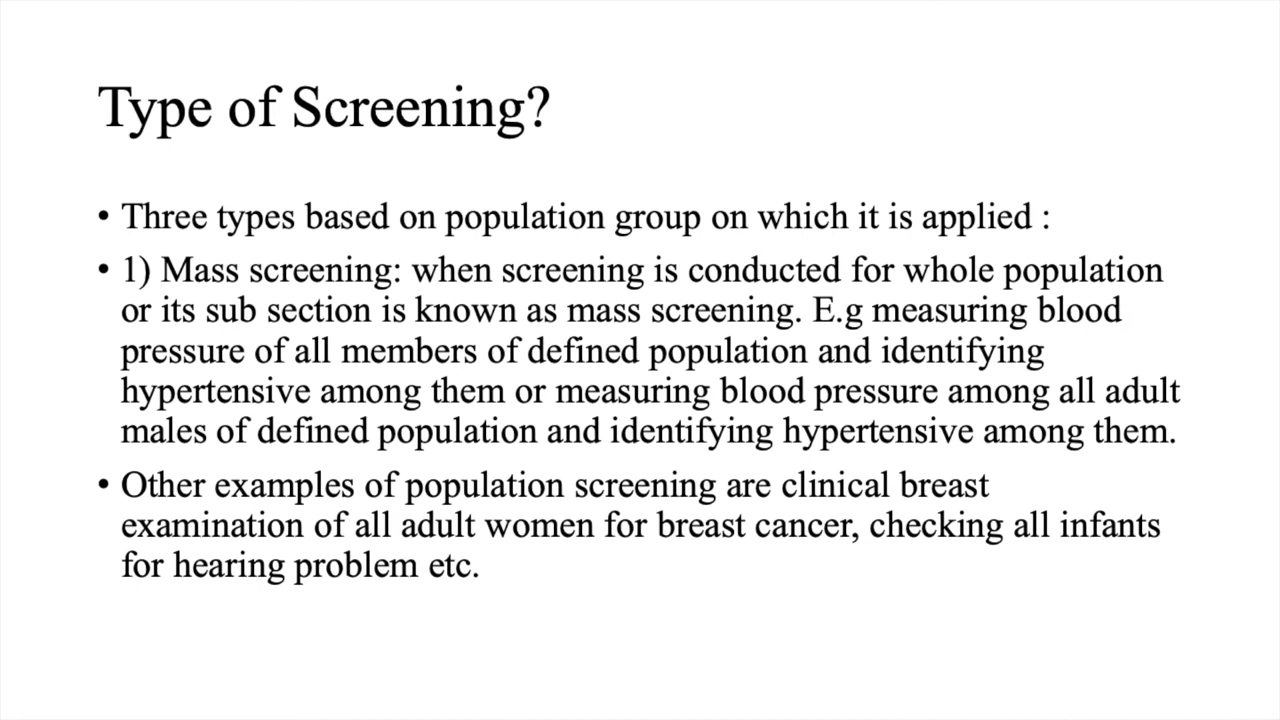 Type of Screening?
• Three types based on population group on which it is applied :
• 1) Mass screening: when screening is conducted for whole population
or its sub section is known as mass screening. E.g measuring blood
pressure of all members of defined population and identifying
hypertensive among them or measuring blood pressure among all adult
males of defined population and identifying hypertensive among them.
• Other examples of population screening are clinical breast
examination of all adult women for breast cancer, checking all infants
for hearing problem etc.